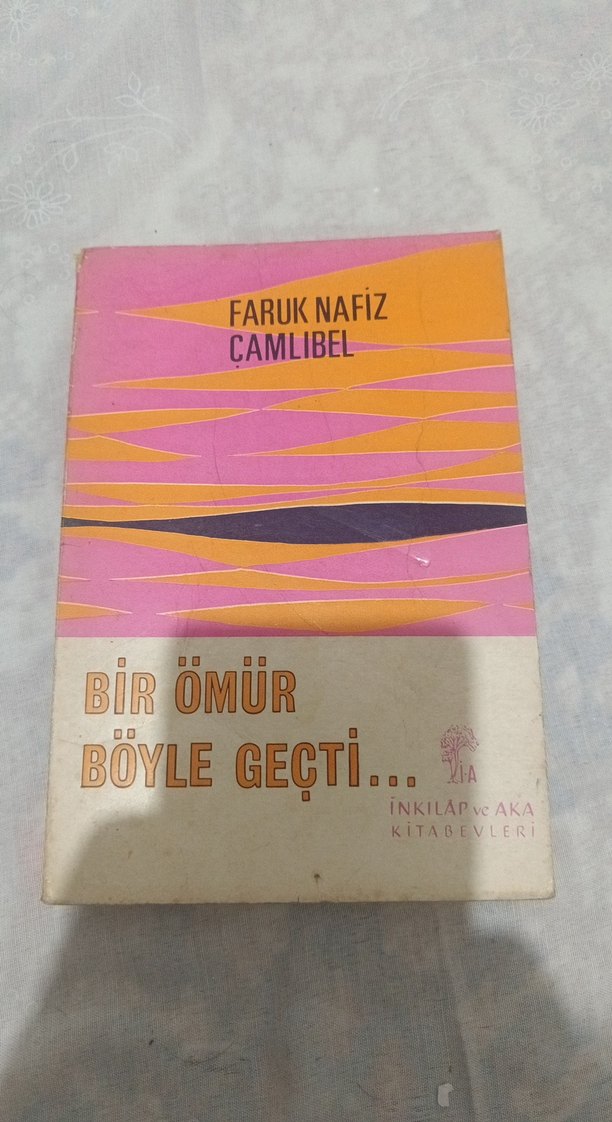 FARUK NAFİZ
ÇAMLIBEL
BİR ÖMÜR
BÖYLE GEÇTİ...
İ-A
İNKILÂP ve AKA
KİTABEVLERİ